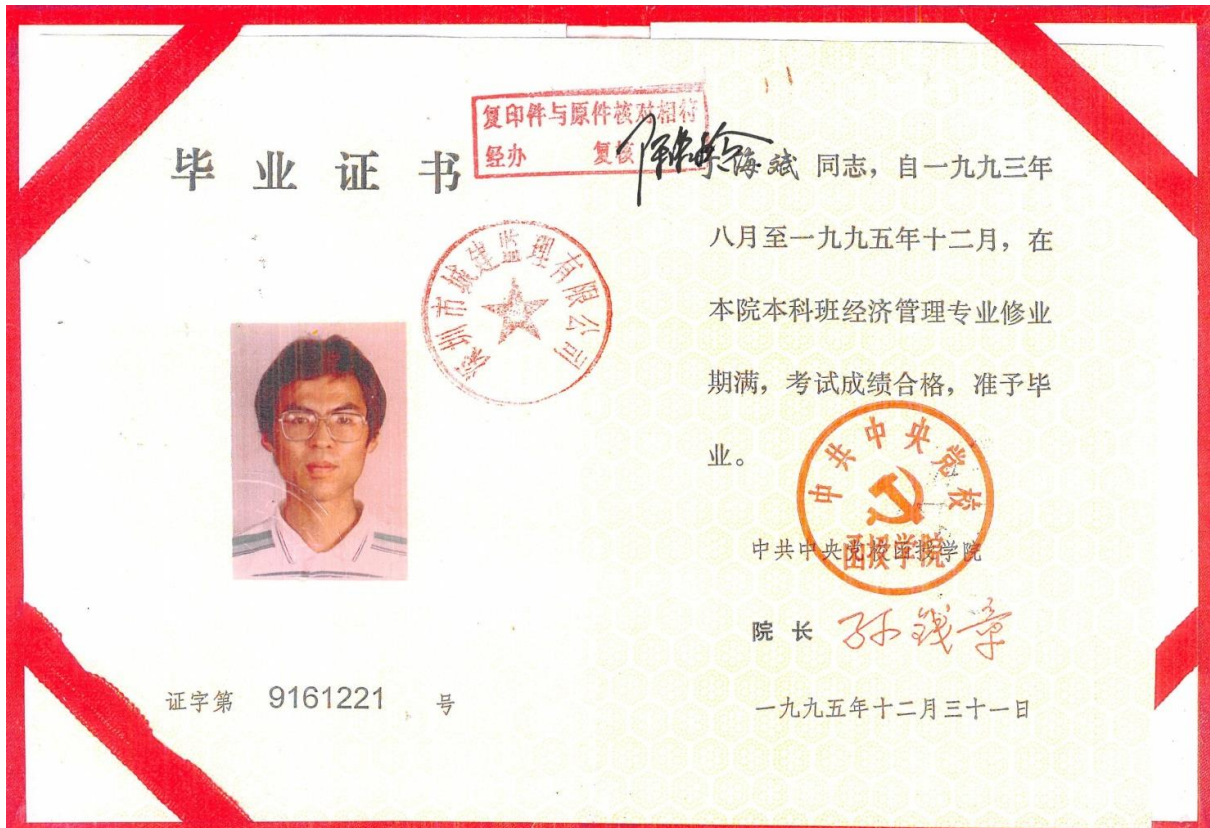 毕业证书
复印件与原件核对相符
经办 复核
深圳市城建监理有限公司
证字第 9161221 号
海斌 同志，自一九九三年
八月至一九九五年十二月，在
本院本科班经济管理专业修业
期满，考试成绩合格，准予毕
业。
中共中央党校
函授学院
中共中央党校函授学院
院长 孙钱章
一九九五年十二月三十一日